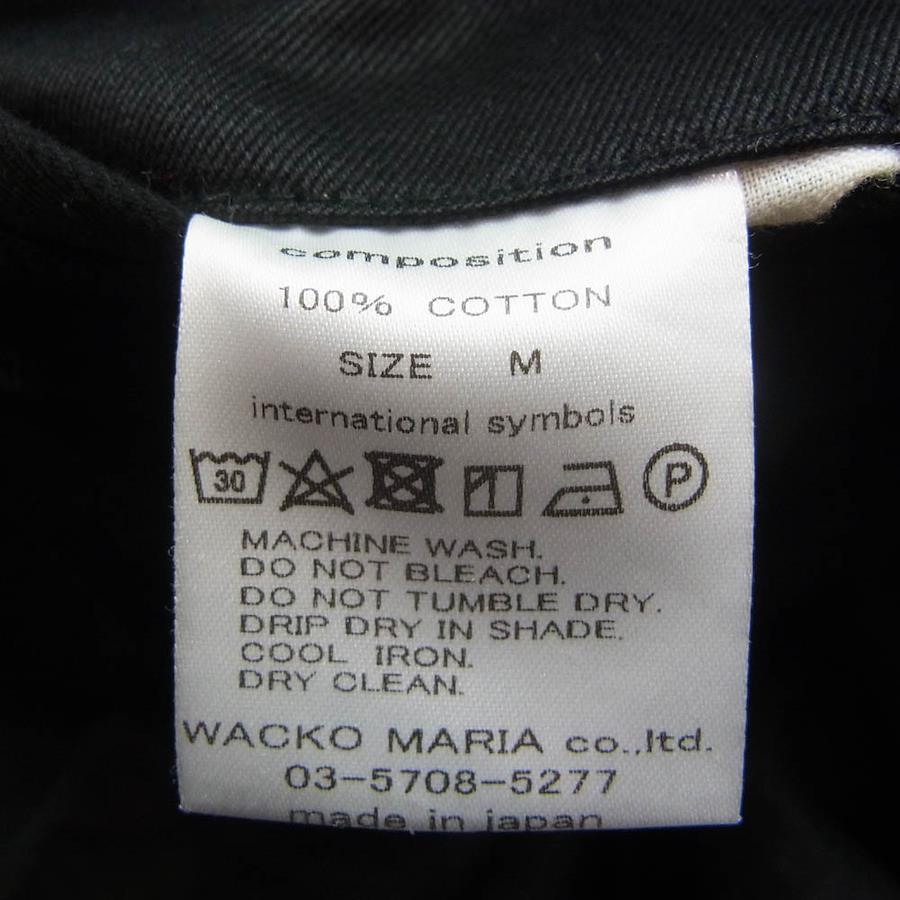 composition
100% COTTON
SIZE M
international symbols
30 P
MACHINE WASH.
DO NOT BLEACH.
DO NOT TUMBLE DRY.
DRIP DRY IN SHADE.
COOL IRON.
DRY CLEAN.
WACKO MARIA co.,ltd.
03-5708-5277
made in japan